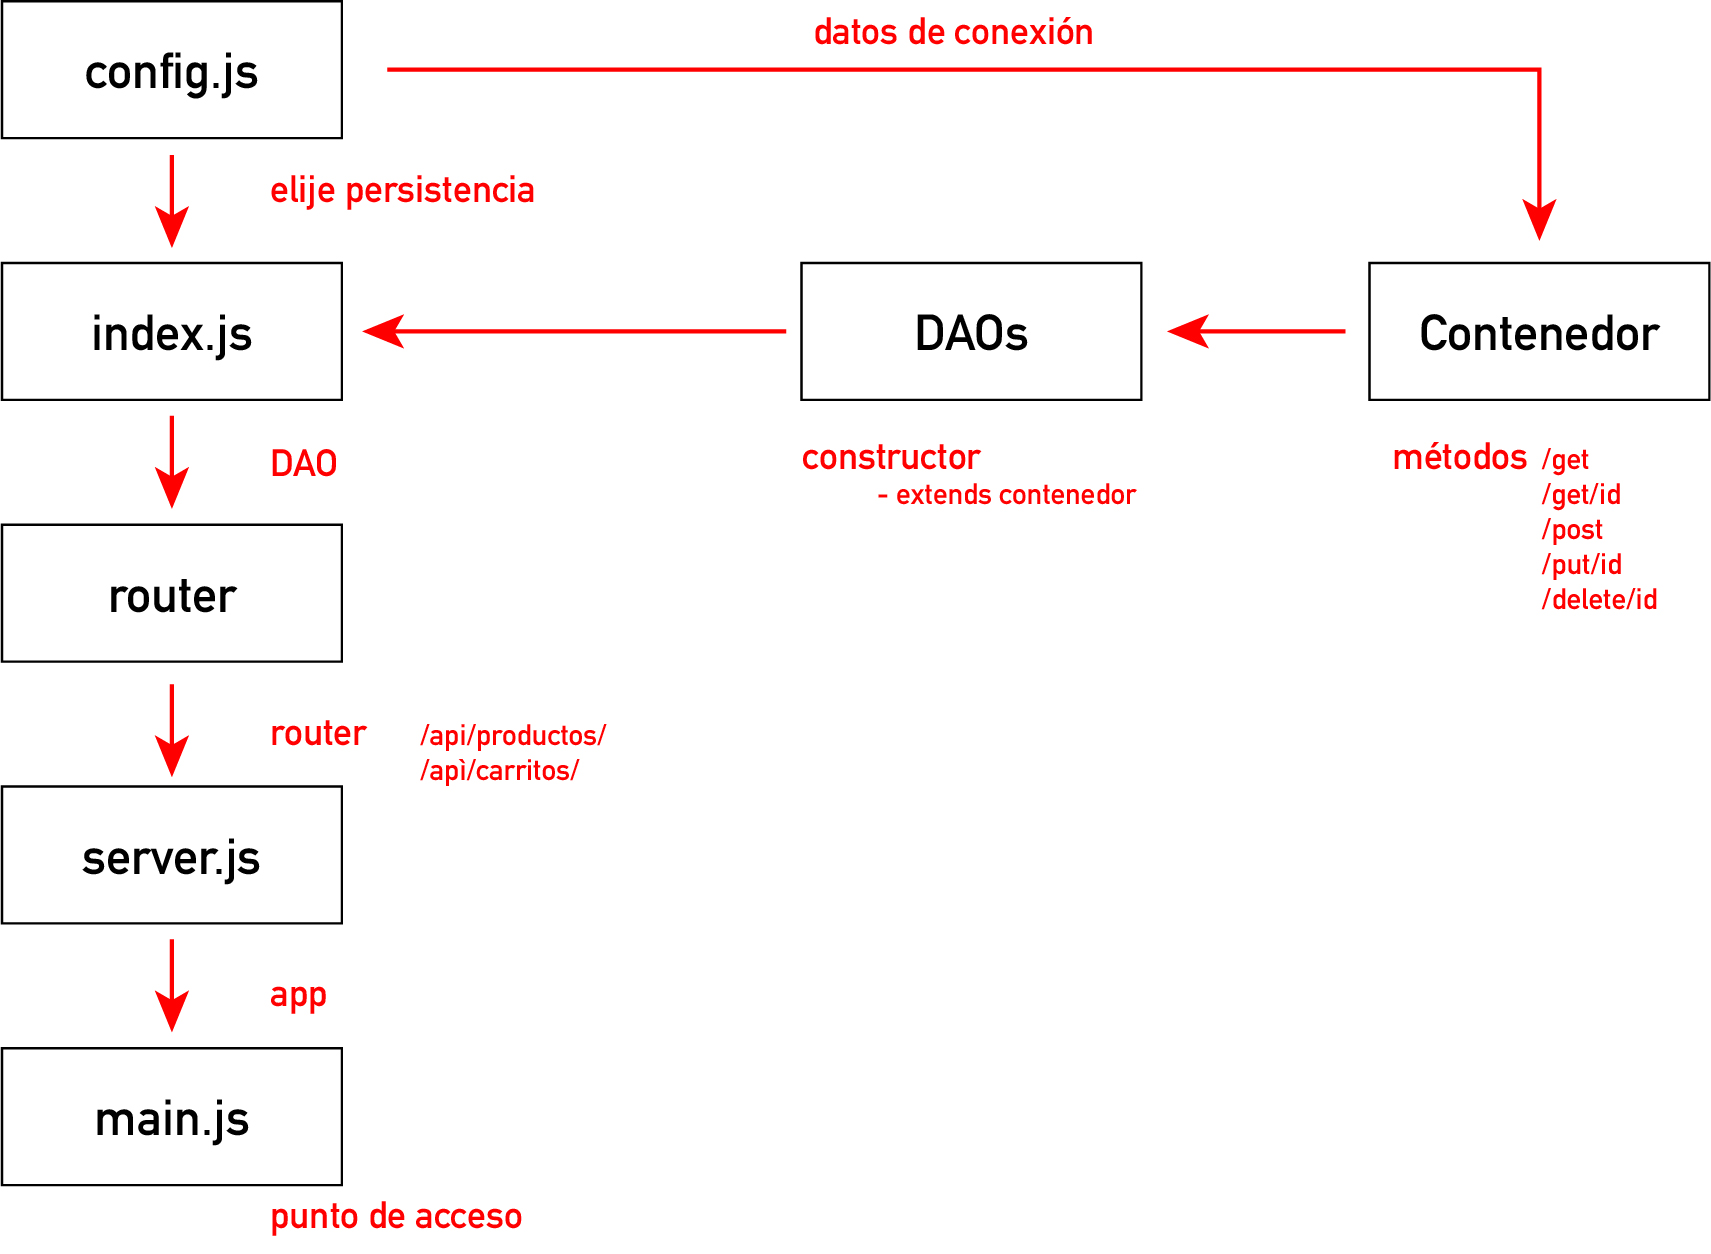 config.js
datos de conexión
elije persistencia
index.js
DAOs
Contenedor
DAO
constructor
- extends contenedor
métodos /get
/get/id
/post
/put/id
/delete/id
router
router /api/productos/
/apì/carritos/
server.js
app
main.js
punto de acceso